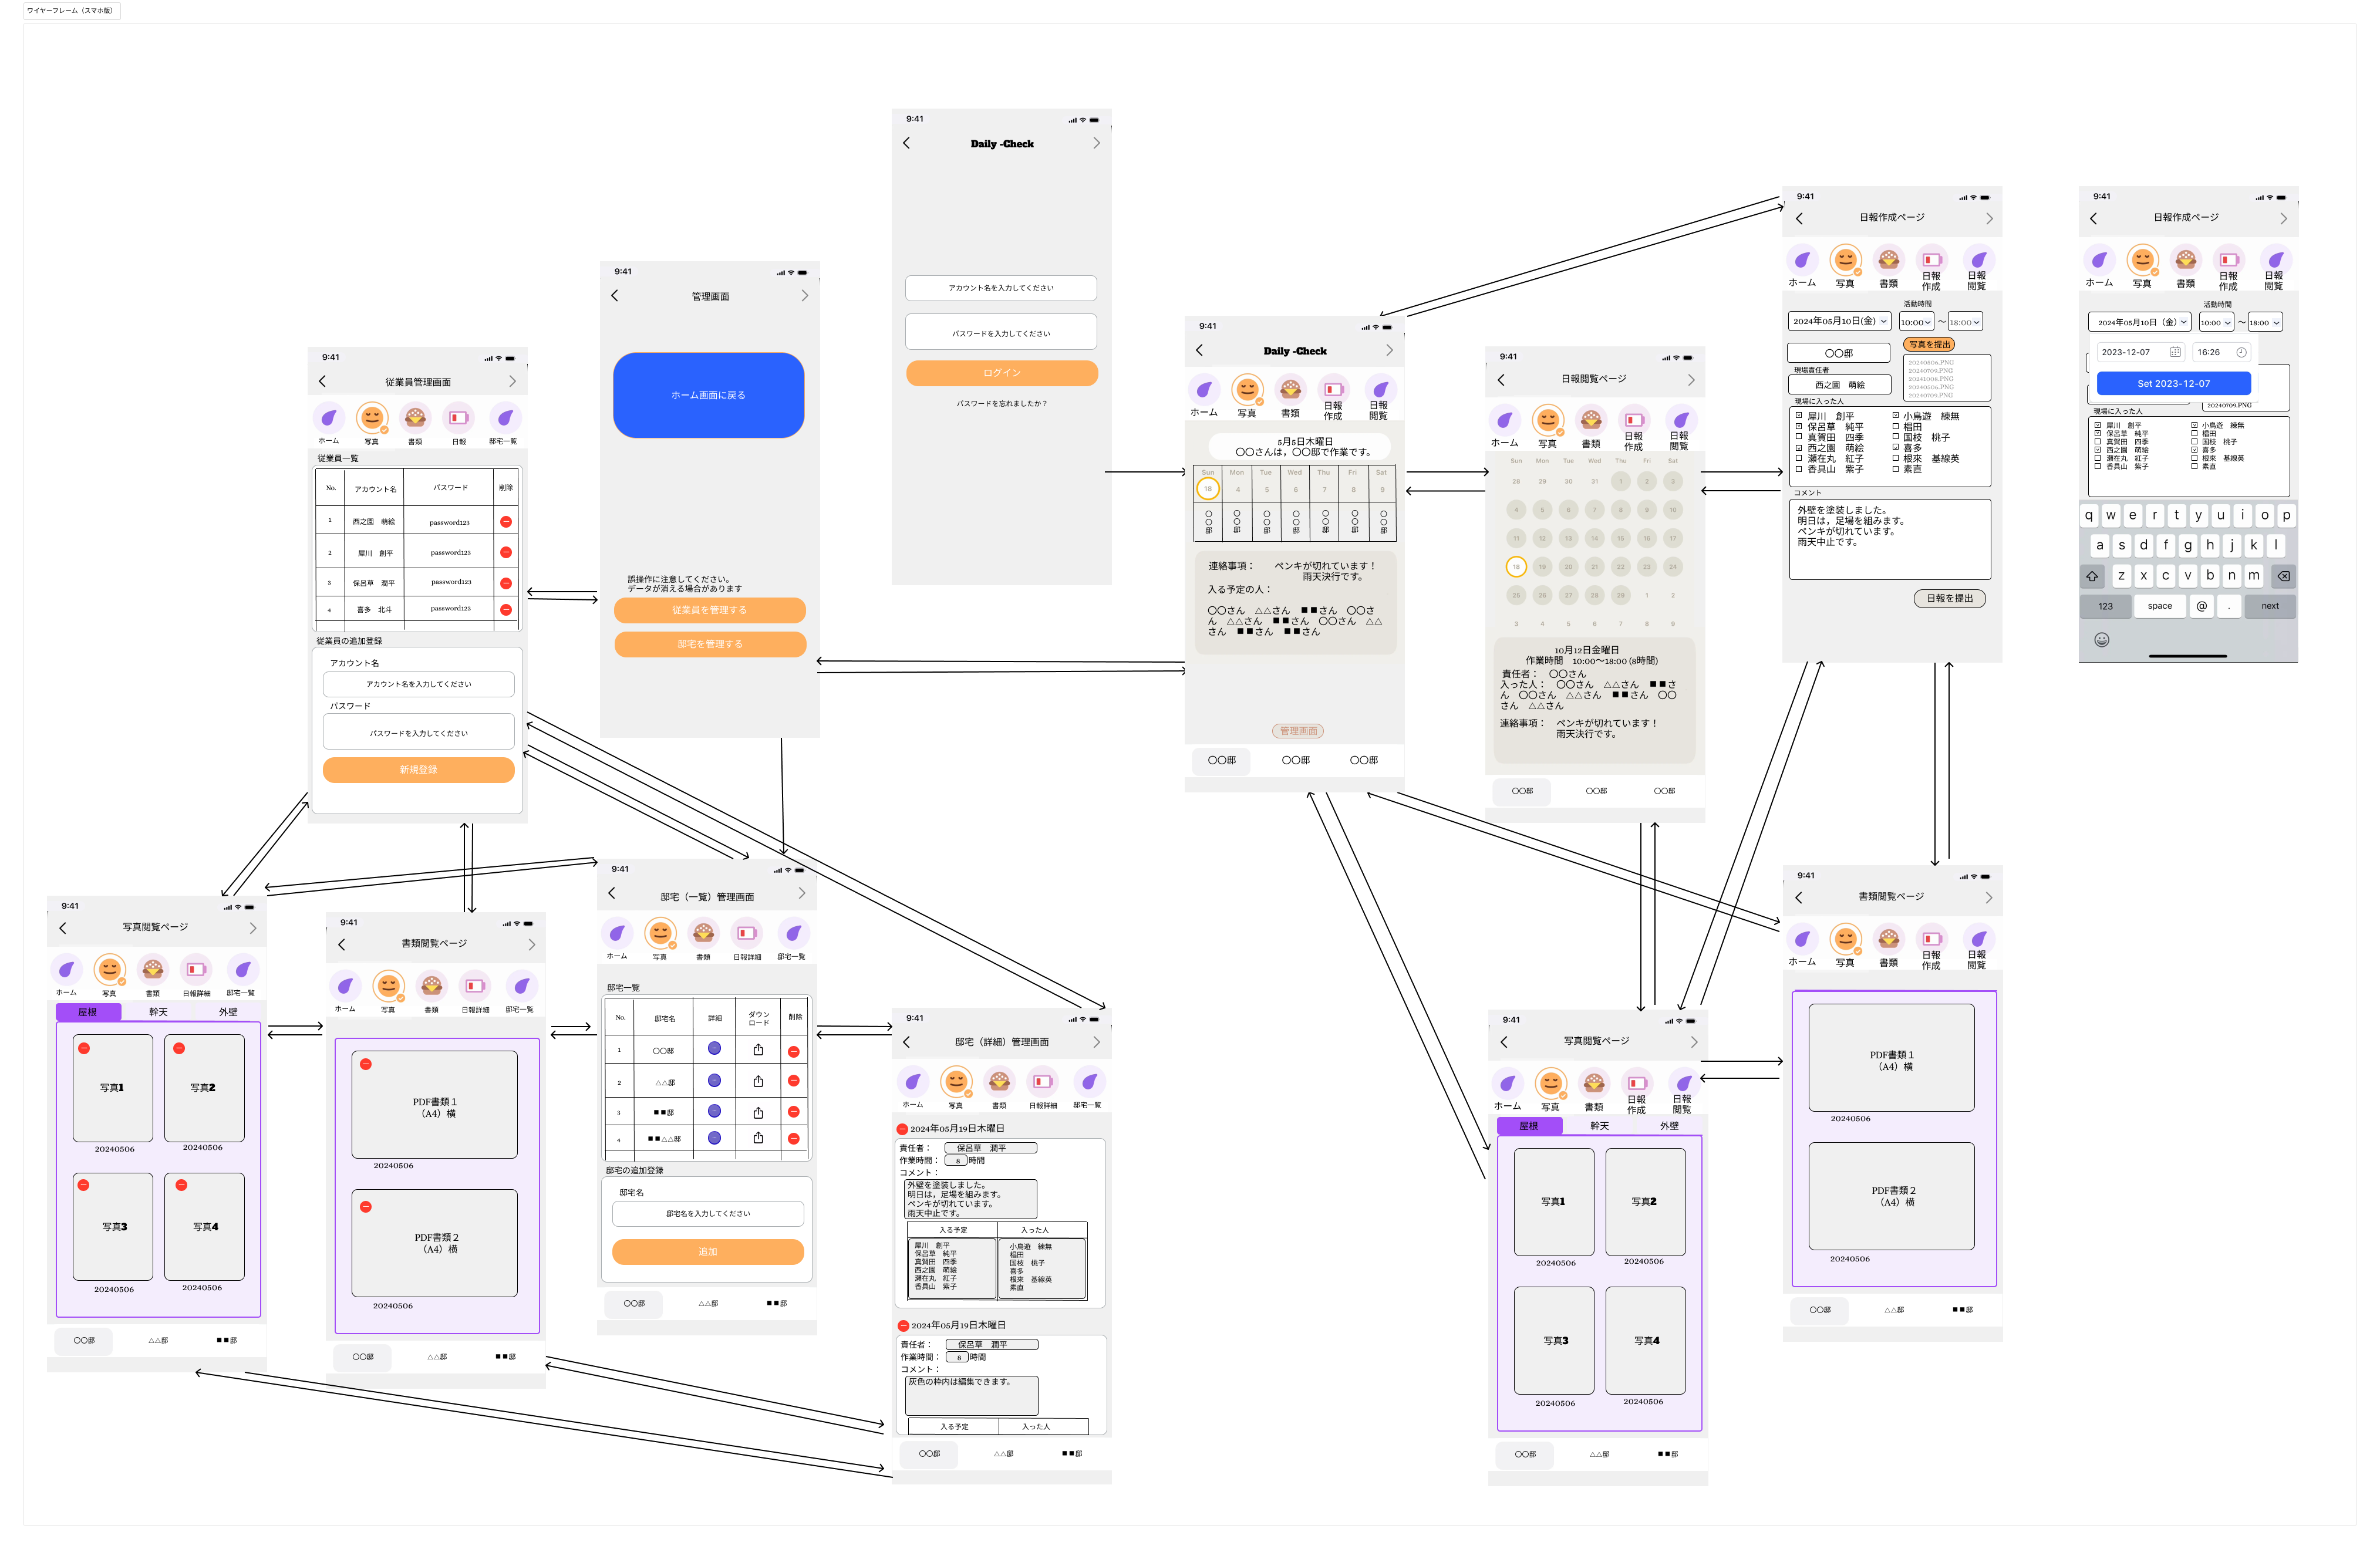 ワイヤーフレーム（スマホ版）
9:41
Daily -Check
アカウント名を入力してください
パスワードを入力してください
ログイン
パスワードを忘れましたか？
9:41
管理画面
ホーム画面に戻る
誤操作に注意してください。
データが消える場合があります
従業員を管理する
邸宅を管理する
9:41
従業員管理画面
ホーム 写真 書類 日報 邸宅一覧
従業員一覧
No. アカウント名 パスワード 削除
1 西之園　萌絵 password123
2 犀川　創平 password123
3 保呂草　潤平 password123
4 喜多　北斗 password123
従業員の追加登録
アカウント名
アカウント名を入力してください
パスワード
パスワードを入力してください
新規登録
9:41
Daily -Check
ホーム 写真 書類 日報作成 日報閲覧
5月5日木曜日
〇〇さんは，〇〇邸で作業です。
Sun Mon Tue Wed Thu Fri Sat
18 4 5 6 7 8 9
〇〇邸 〇〇邸 〇〇邸 〇〇邸 〇〇邸 〇〇邸 〇〇邸
連絡事項：　ペンキが切れています！
雨天決行です。
入る予定の人：
〇〇さん　△△さん　■■さん　〇〇さ
ん　△△さん　■■さん　〇〇さん　△△
さん　■■さん　■■さん
管理画面
〇〇邸 〇〇邸 〇〇邸
9:41
日報閲覧ページ
ホーム 写真 書類 日報作成 日報閲覧
Sun Mon Tue Wed Thu Fri Sat
28 29 30 31 1 2 3
4 5 6 7 8 9 10
11 12 13 14 15 16 17
18 19 20 21 22 23 24
25 26 27 28 29 1 2
3 4 5 6 7 8 9
10月12日金曜日
作業時間　10:00〜18:00 (8時間)
責任者：　〇〇さん
入った人：　〇〇さん　△△さん　■■さ
ん　〇〇さん　△△さん　■■さん　〇〇
さん　△△さん
連絡事項：　ペンキが切れています！
雨天決行です。
〇〇邸 〇〇邸 〇〇邸
9:41
日報作成ページ
ホーム 写真 書類 日報作成 日報閲覧
活動時間
2024年05月10日(金) 10:00 〜 18:00
〇〇邸
写真を提出
20240506.PNG
20240709.PNG
20241008.PNG
20240506.PNG
20240709.PNG
現場責任者
西之園　萌絵
現場に入った人
犀川　創平 小鳥遊　練無
保呂草　純平 椙田
真賀田　四季 国枝　桃子
西之園　萌絵 喜多
瀬在丸　紅子 根來　基線英
香具山　紫子 素直
コメント
外壁を塗装しました。
明日は，足場を組みます。
ペンキが切れています。
雨天中止です。
日報を提出
9:41
日報作成ページ
ホーム 写真 書類 日報作成 日報閲覧
活動時間
2024年05月10日（金） 10:00 〜 18:00
2023-12-07 16:26
Set 2023-12-07
20240709.PNG
現場に入った人
犀川　創平 小鳥遊　練無
保呂草　純平 椙田
真賀田　四季 国枝　桃子
西之園　萌絵 喜多
瀬在丸　紅子 根來　基線英
香具山　紫子 素直
q w e r t y u i o p
a s d f g h j k l
z x c v b n m
123 space @ . next
9:41
写真閲覧ページ
ホーム 写真 書類 日報詳細 邸宅一覧
屋根 幹天 外壁
写真1 写真2
20240506 20240506
写真3 写真4
20240506 20240506
〇〇邸 △△邸 ■■邸
9:41
書類閲覧ページ
ホーム 写真 書類 日報詳細 邸宅一覧
PDF書類１
（A4）横
20240506
PDF書類２
（A4）横
20240506
〇〇邸 △△邸 ■■邸
9:41
邸宅（一覧）管理画面
ホーム 写真 書類 日報詳細 邸宅一覧
邸宅一覧
No. 邸宅名 詳細 ダウンロード 削除
1 〇〇邸
2 △△邸
3 ■■邸
4 ■■△△邸
邸宅の追加登録
邸宅名
邸宅名を入力してください
追加
〇〇邸 △△邸 ■■邸
9:41
邸宅（詳細）管理画面
ホーム 写真 書類 日報詳細 邸宅一覧
2024年05月19日木曜日
責任者： 保呂草　潤平
作業時間： 8 時間
コメント：
外壁を塗装しました。
明日は，足場を組みます。
ペンキが切れています。
雨天中止です。
入る予定 入った人
犀川　創平 小鳥遊　練無
保呂草　純平 椙田
真賀田　四季 国枝　桃子
西之園　萌絵 喜多
瀬在丸　紅子 根來　基線英
香具山　紫子 素直
2024年05月19日木曜日
責任者： 保呂草　潤平
作業時間： 8 時間
コメント：
灰色の枠内は編集できます。
入る予定 入った人
〇〇邸 △△邸 ■■邸
9:41
写真閲覧ページ
ホーム 写真 書類 日報作成 日報閲覧
屋根 幹天 外壁
写真1 写真2
20240506 20240506
写真3 写真4
20240506 20240506
〇〇邸 △△邸 ■■邸
9:41
書類閲覧ページ
ホーム 写真 書類 日報作成 日報閲覧
PDF書類１
（A4）横
20240506
PDF書類２
（A4）横
20240506
〇〇邸 △△邸 ■■邸